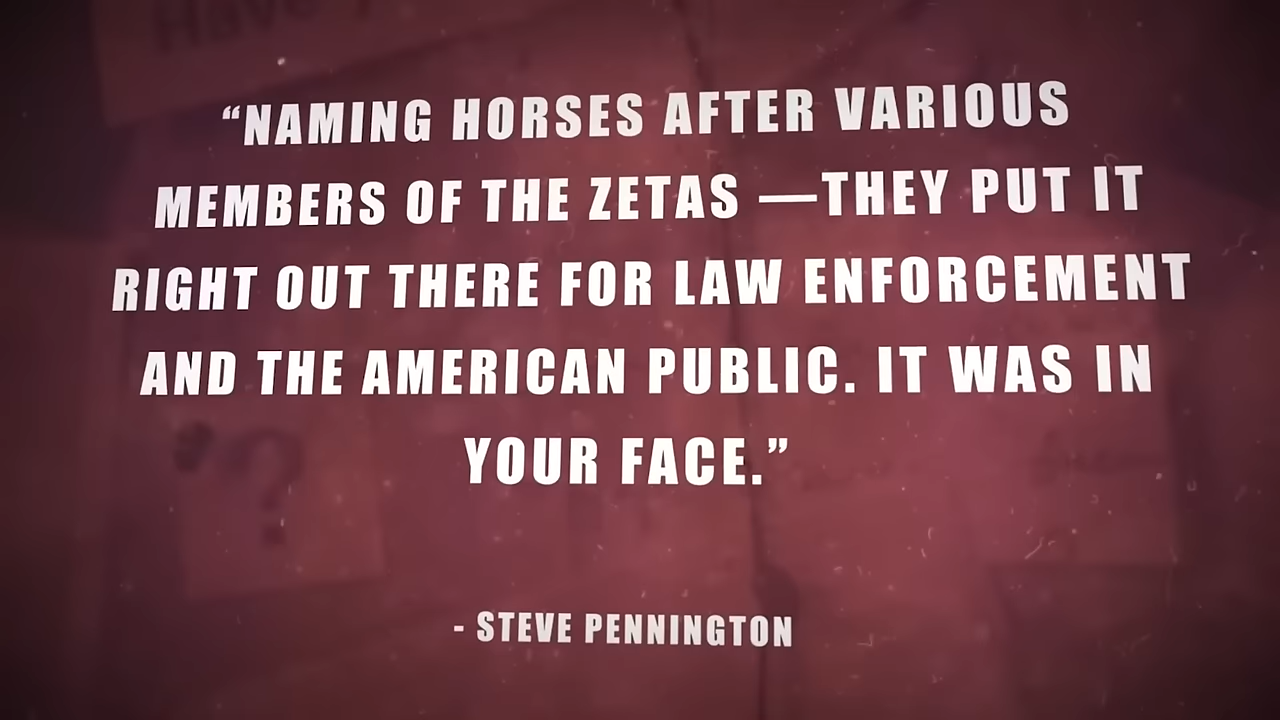 Have
“NAMING HORSES AFTER VARIOUS
MEMBERS OF THE ZETAS —THEY PUT IT
RIGHT OUT THERE FOR LAW ENFORCEMENT
AND THE AMERICAN PUBLIC. IT WAS IN
YOUR FACE.”
?
- STEVE PENNINGTON